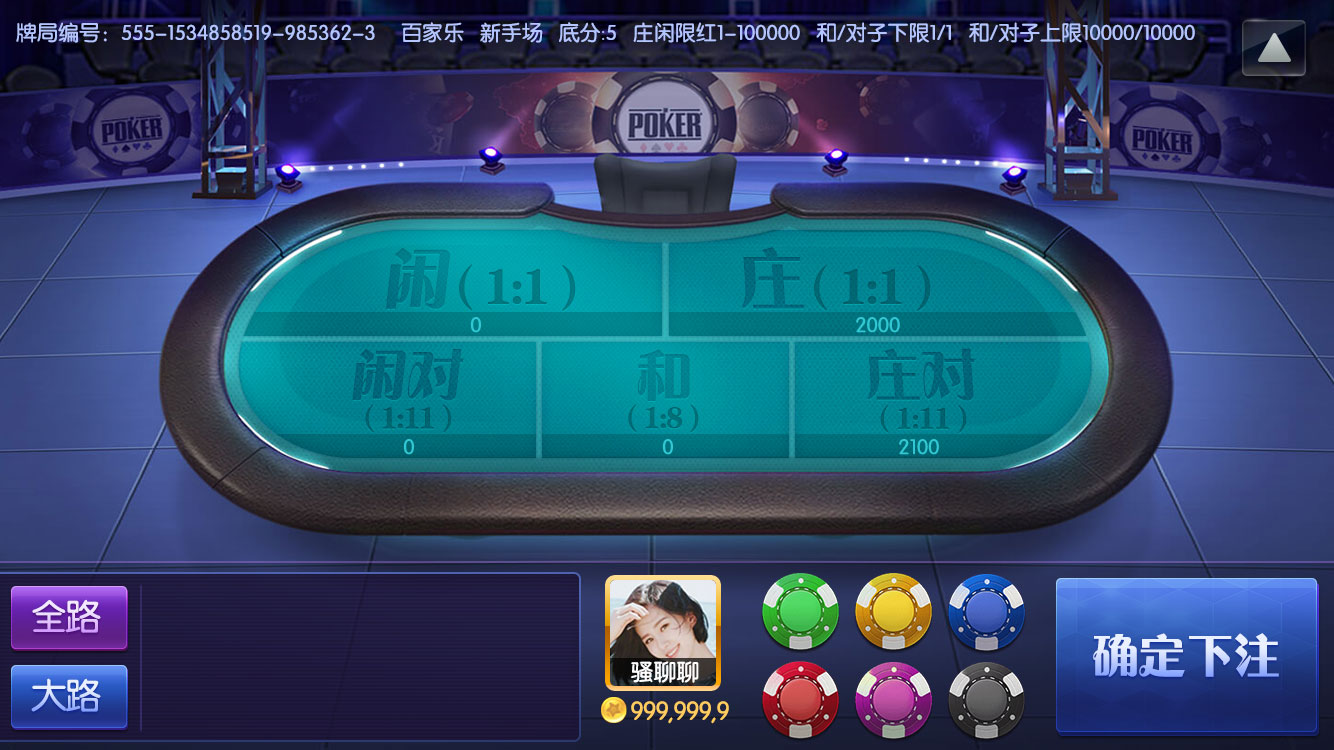 牌局编号：555-1534858519-985362-3 百家乐 新手场 底分:5 庄闲限红1-100000 和/对子下限1/1 和/对子上限10000/10000
POKER
POKER
POKER
闲(1:1)
0
庄(1:1)
2000
闲对
(1:11)
0
和
(1:8)
0
庄对
(1:11)
2100
全路
大路
骚聊聊
999,999,9
确定下注